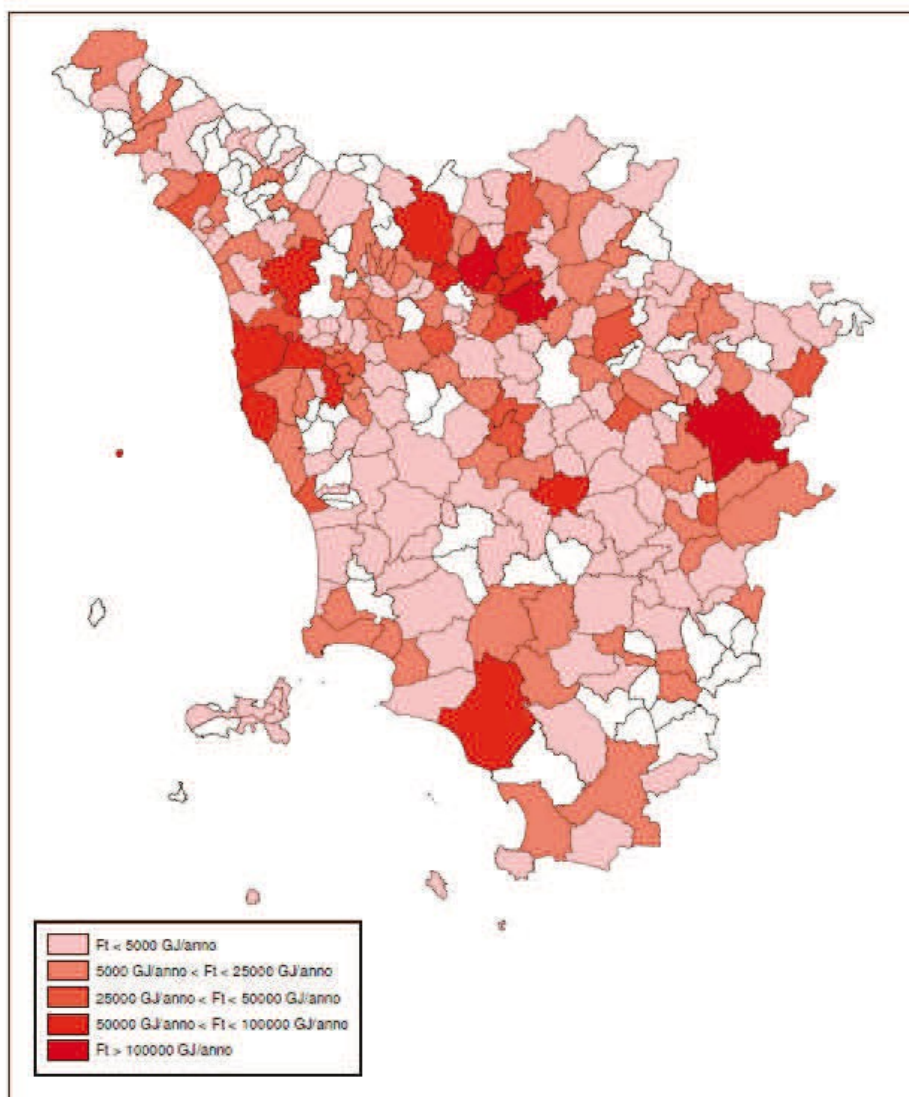 Ft < 5000 GJ/anno
5000 GJ/anno < Ft < 25000 GJ/anno
25000 GJ/anno < Ft < 50000 GJ/anno
50000 GJ/anno < Ft < 100000 GJ/anno
Ft > 100000 GJ/anno